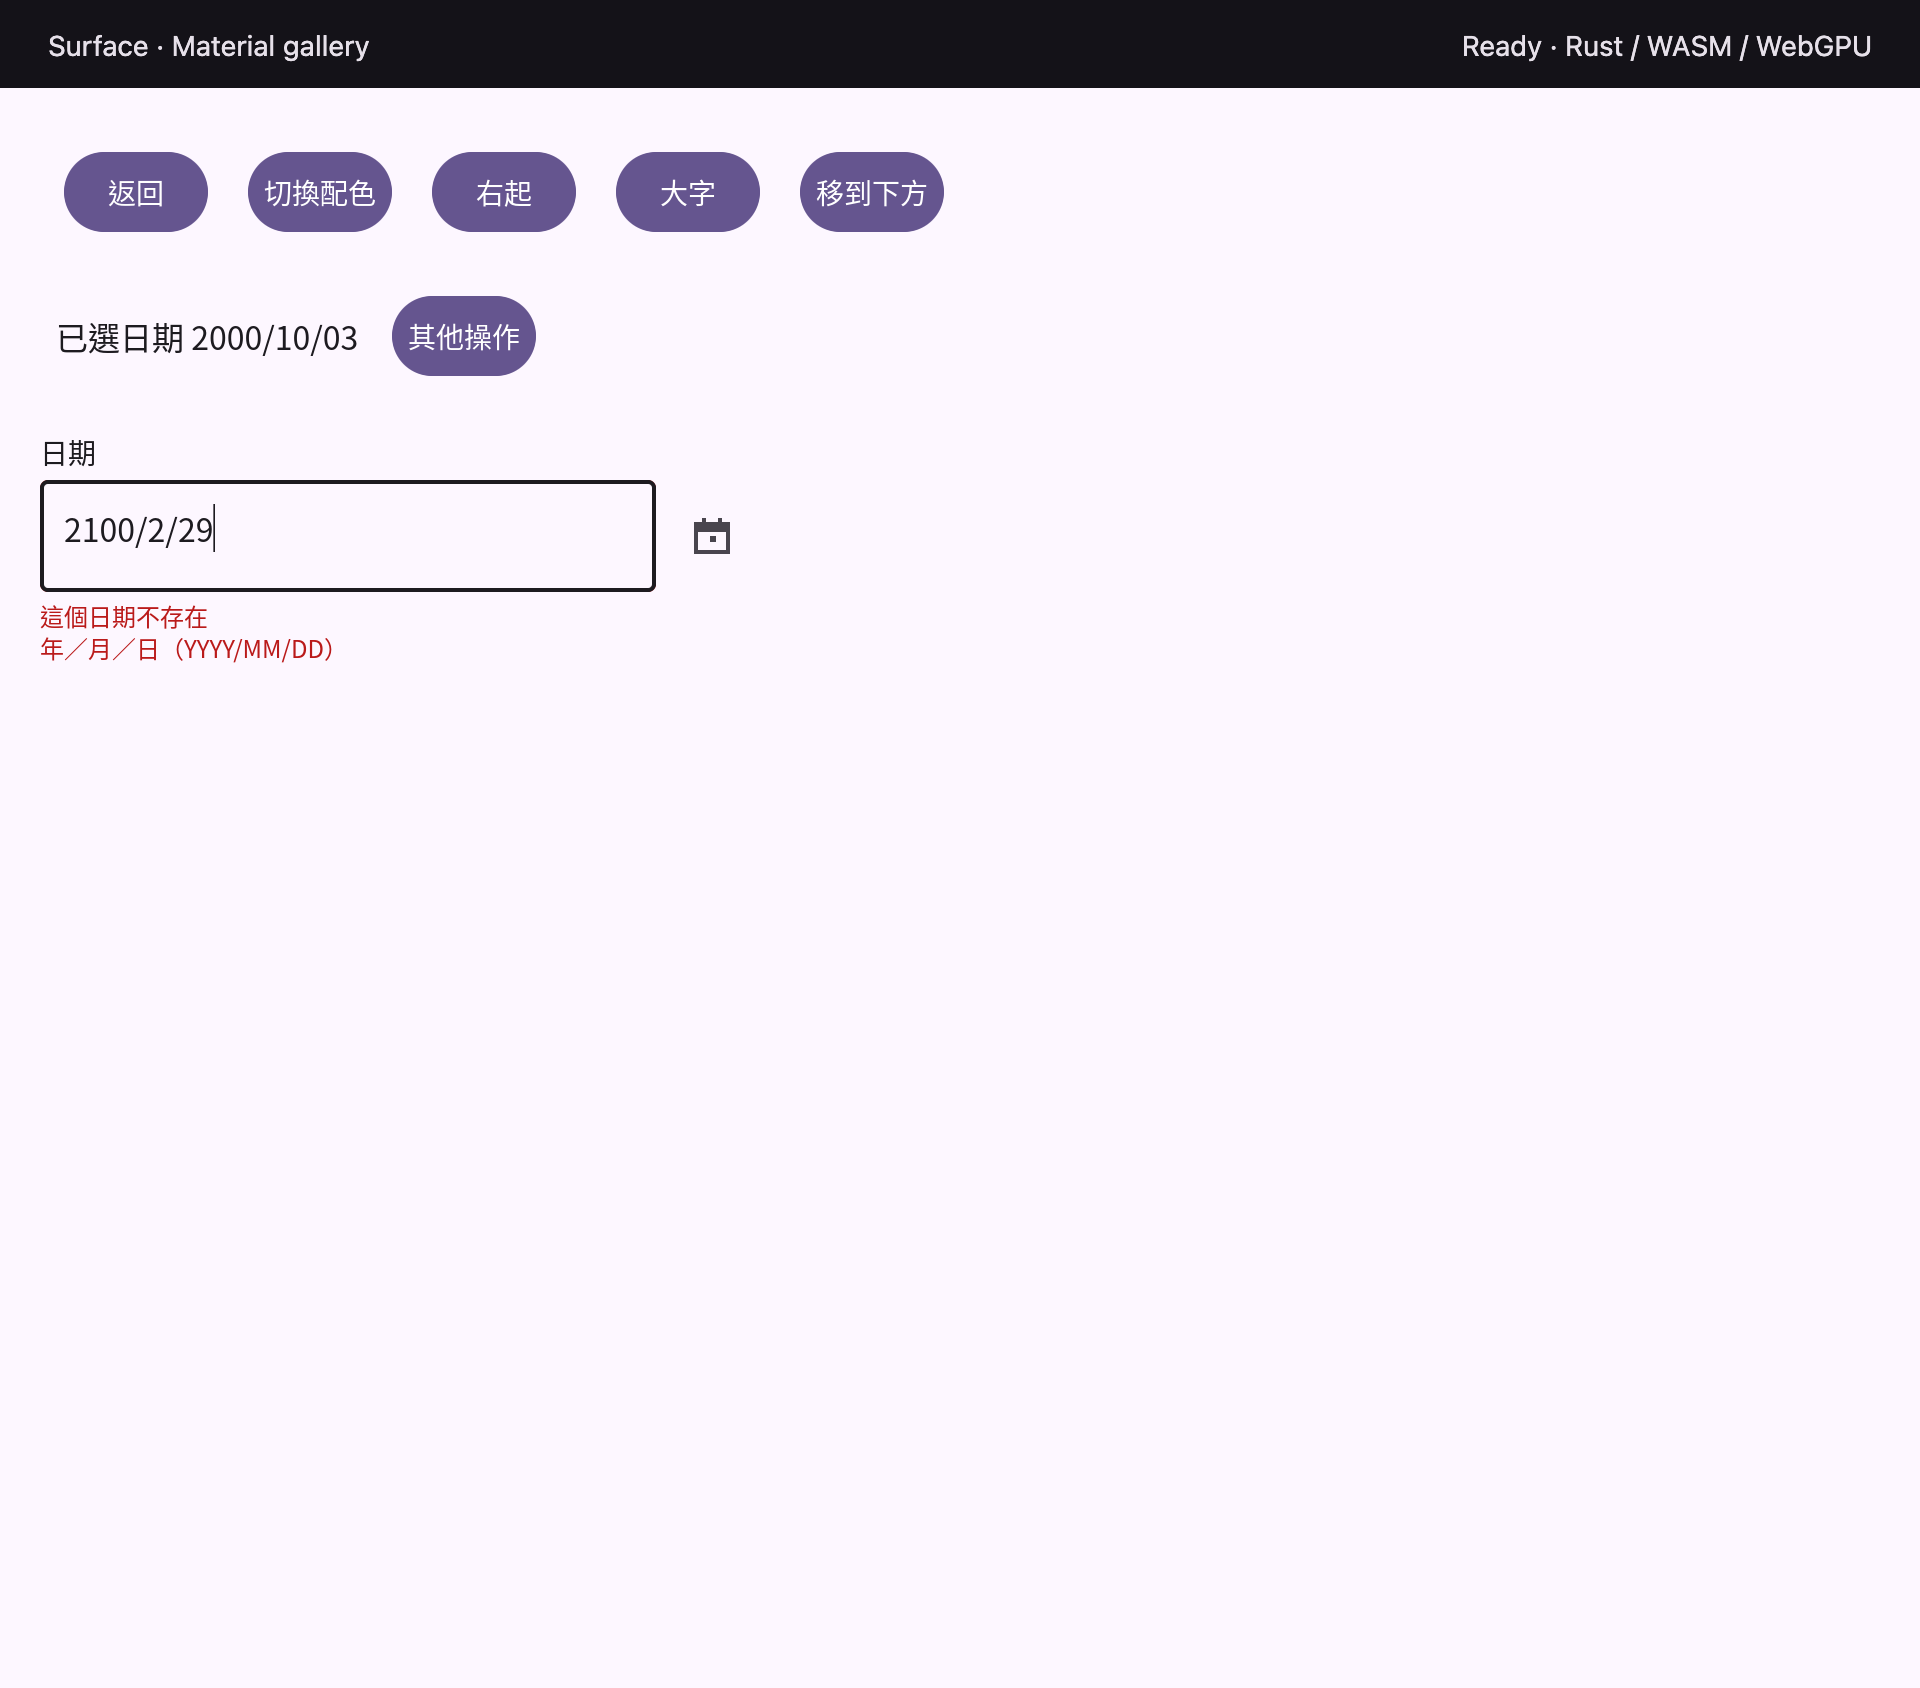 Surface · Material gallery
Ready · Rust / WASM / WebGPU
返回
切換配色
右起
大字
移到下方
已選日期 2000/10/03
其他操作
日期
2100/2/29
這個日期不存在
年／月／日（YYYY/MM/DD）